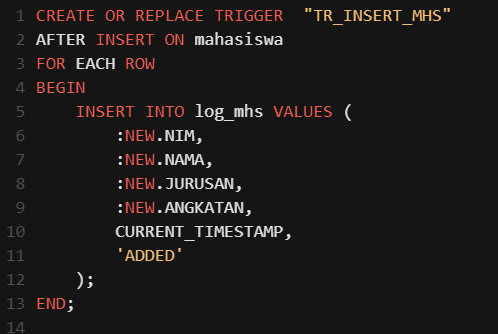 1 CREATE OR REPLACE TRIGGER  "TR_INSERT_MHS"
2 AFTER INSERT ON mahasiswa
3 FOR EACH ROW
4 BEGIN
5     INSERT INTO log_mhs VALUES (
6         :NEW.NIM,
7         :NEW.NAMA,
8         :NEW.JURUSAN,
9         :NEW.ANGKATAN,
10         CURRENT_TIMESTAMP,
11         'ADDED'
12     );
13 END;
14